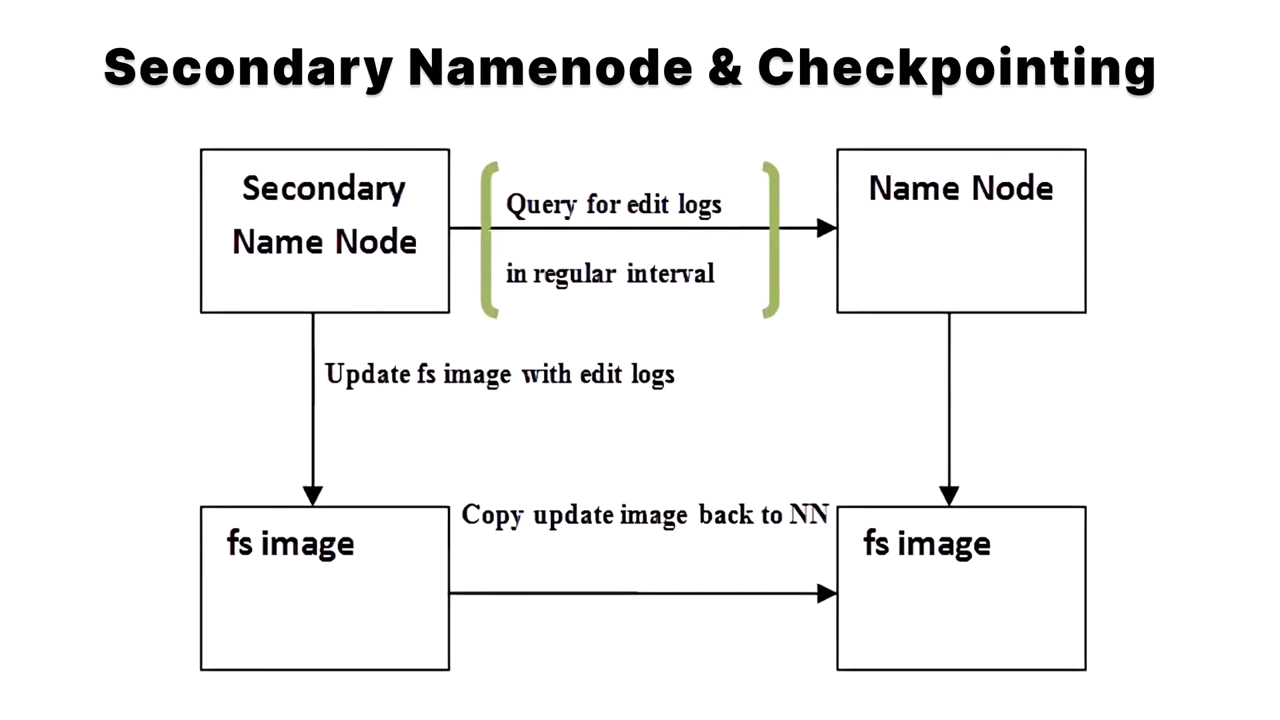 Secondary Namenode & Checkpointing
Secondary
Name Node
Query for edit logs
in regular interval
Name Node
Update fs image with edit logs
Copy update image back to NN
fs image
fs image